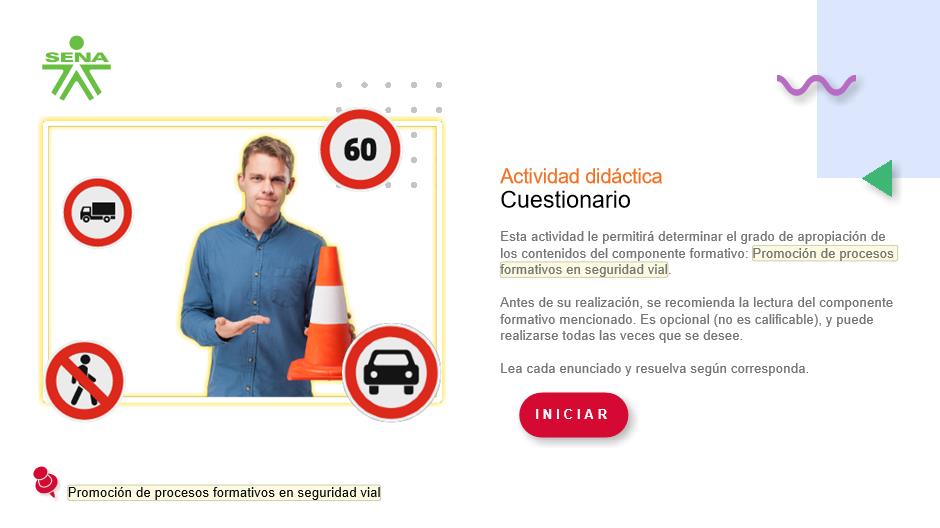 SENA
60
Actividad didáctica
Cuestionario
Esta actividad le permitirá determinar el grado de apropiación de
los contenidos del componente formativo: Promoción de procesos
formativos en seguridad vial.
Antes de su realización, se recomienda la lectura del componente
formativo mencionado. Es opcional (no es calificable), y puede
realizarse todas las veces que se desee.
Lea cada enunciado y resuelva según corresponda.
INICIAR
Promoción de procesos formativos en seguridad vial